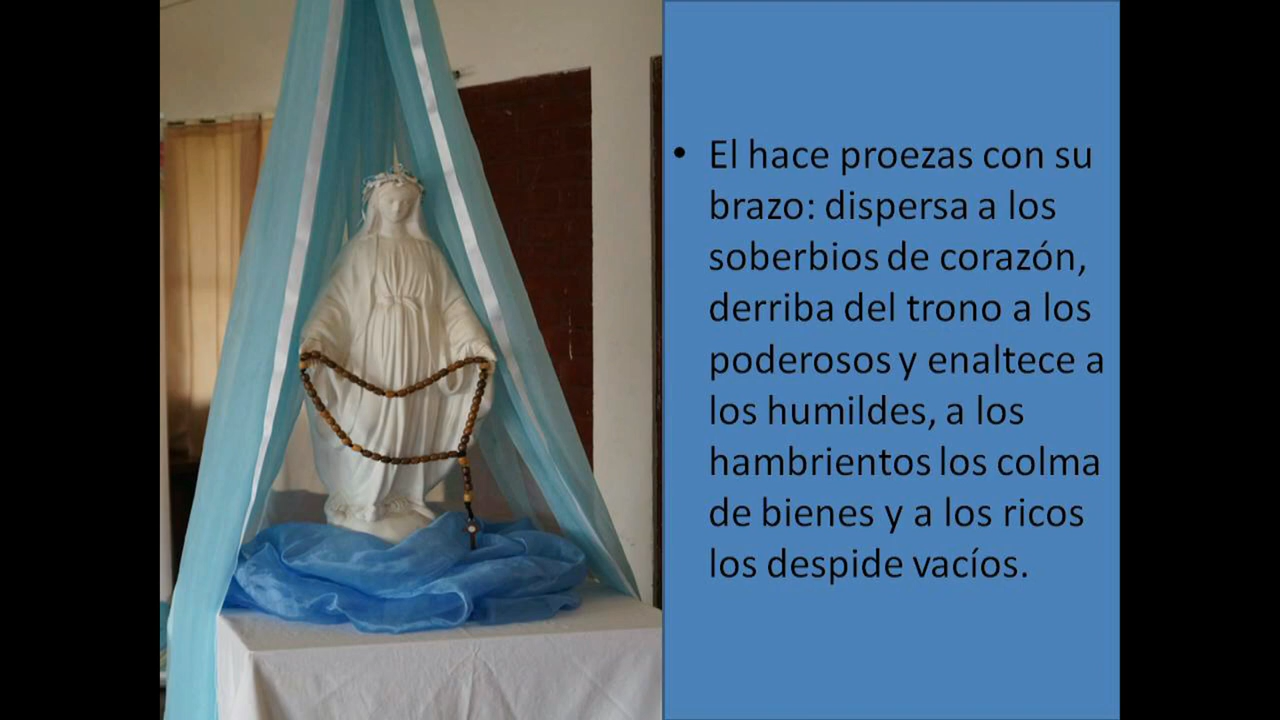 • El hace proezas con su
brazo: dispersa a los
soberbios de corazón,
derriba del trono a los
poderosos y enaltece a
los humildes, a los
hambrientos los colma
de bienes y a los ricos
los despide vacíos.